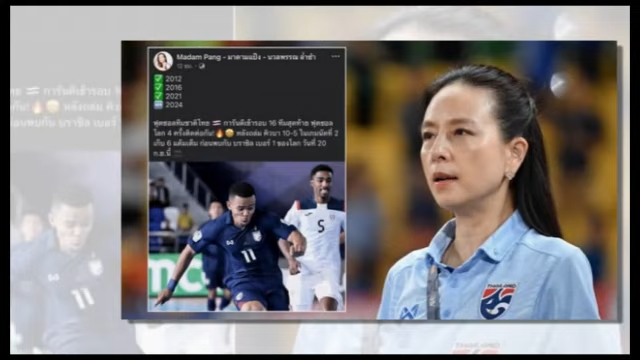 Madam Pang - มาดามแป้ง - นวลพรรณ ล่ำซำ
2012
2016
2021
2024
ฟุตซอลทีมชาติไทย การันตีเข้ารอบ 16 ทีมสุดท้าย ฟุตซอล
โลก 4 ครั้งติดต่อกัน! หลังถล่ม คิวบา 10-5 ในเกมนัดที่ 2
เก็บ 6 แต้มเต็ม ก่อนพบกับ บราซิล เบอร์ 1 ของโลก วันที่ 20
ก.ย.นี้
11
5
THAILAND
11